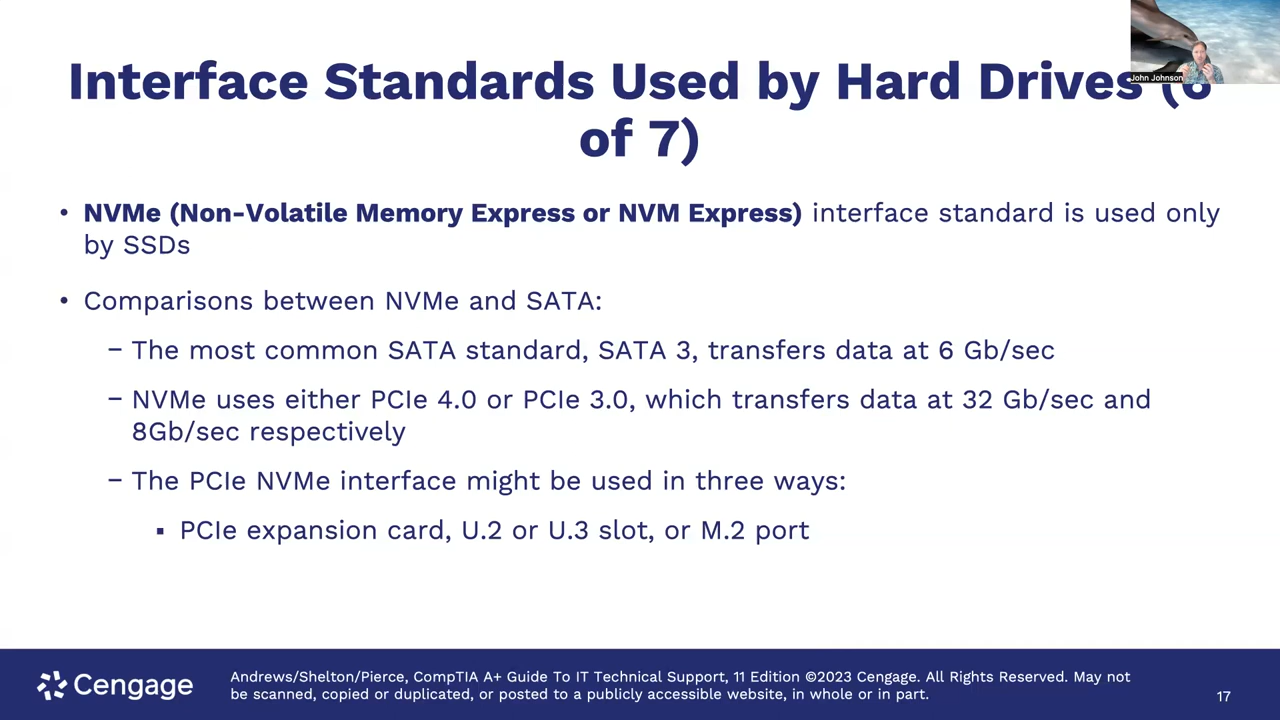 John Johnson
Interface Standards Used by Hard Drives (6
of 7)
• NVMe (Non-Volatile Memory Express or NVM Express) interface standard is used only
by SSDs
• Comparisons between NVMe and SATA:
– The most common SATA standard, SATA 3, transfers data at 6 Gb/sec
– NVMe uses either PCIe 4.0 or PCIe 3.0, which transfers data at 32 Gb/sec and
8Gb/sec respectively
– The PCIe NVMe interface might be used in three ways:
▪ PCIe expansion card, U.2 or U.3 slot, or M.2 port
Cengage
Andrews/Shelton/Pierce, CompTIA A+ Guide To IT Technical Support, 11 Edition ©2023 Cengage. All Rights Reserved. May not
be scanned, copied or duplicated, or posted to a publicly accessible website, in whole or in part.
17